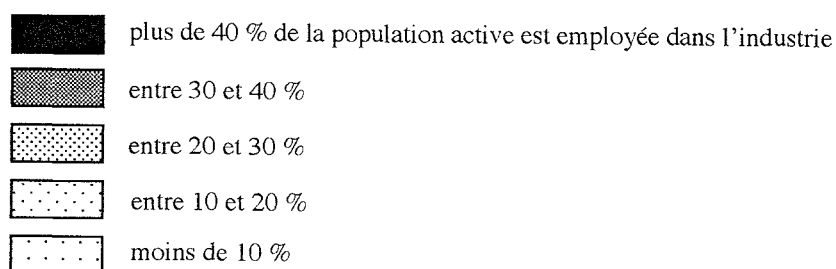 plus de 40 % de la population active est employée dans l'industrie
entre 30 et 40 %
entre 20 et 30 %
entre 10 et 20 %
moins de 10 %